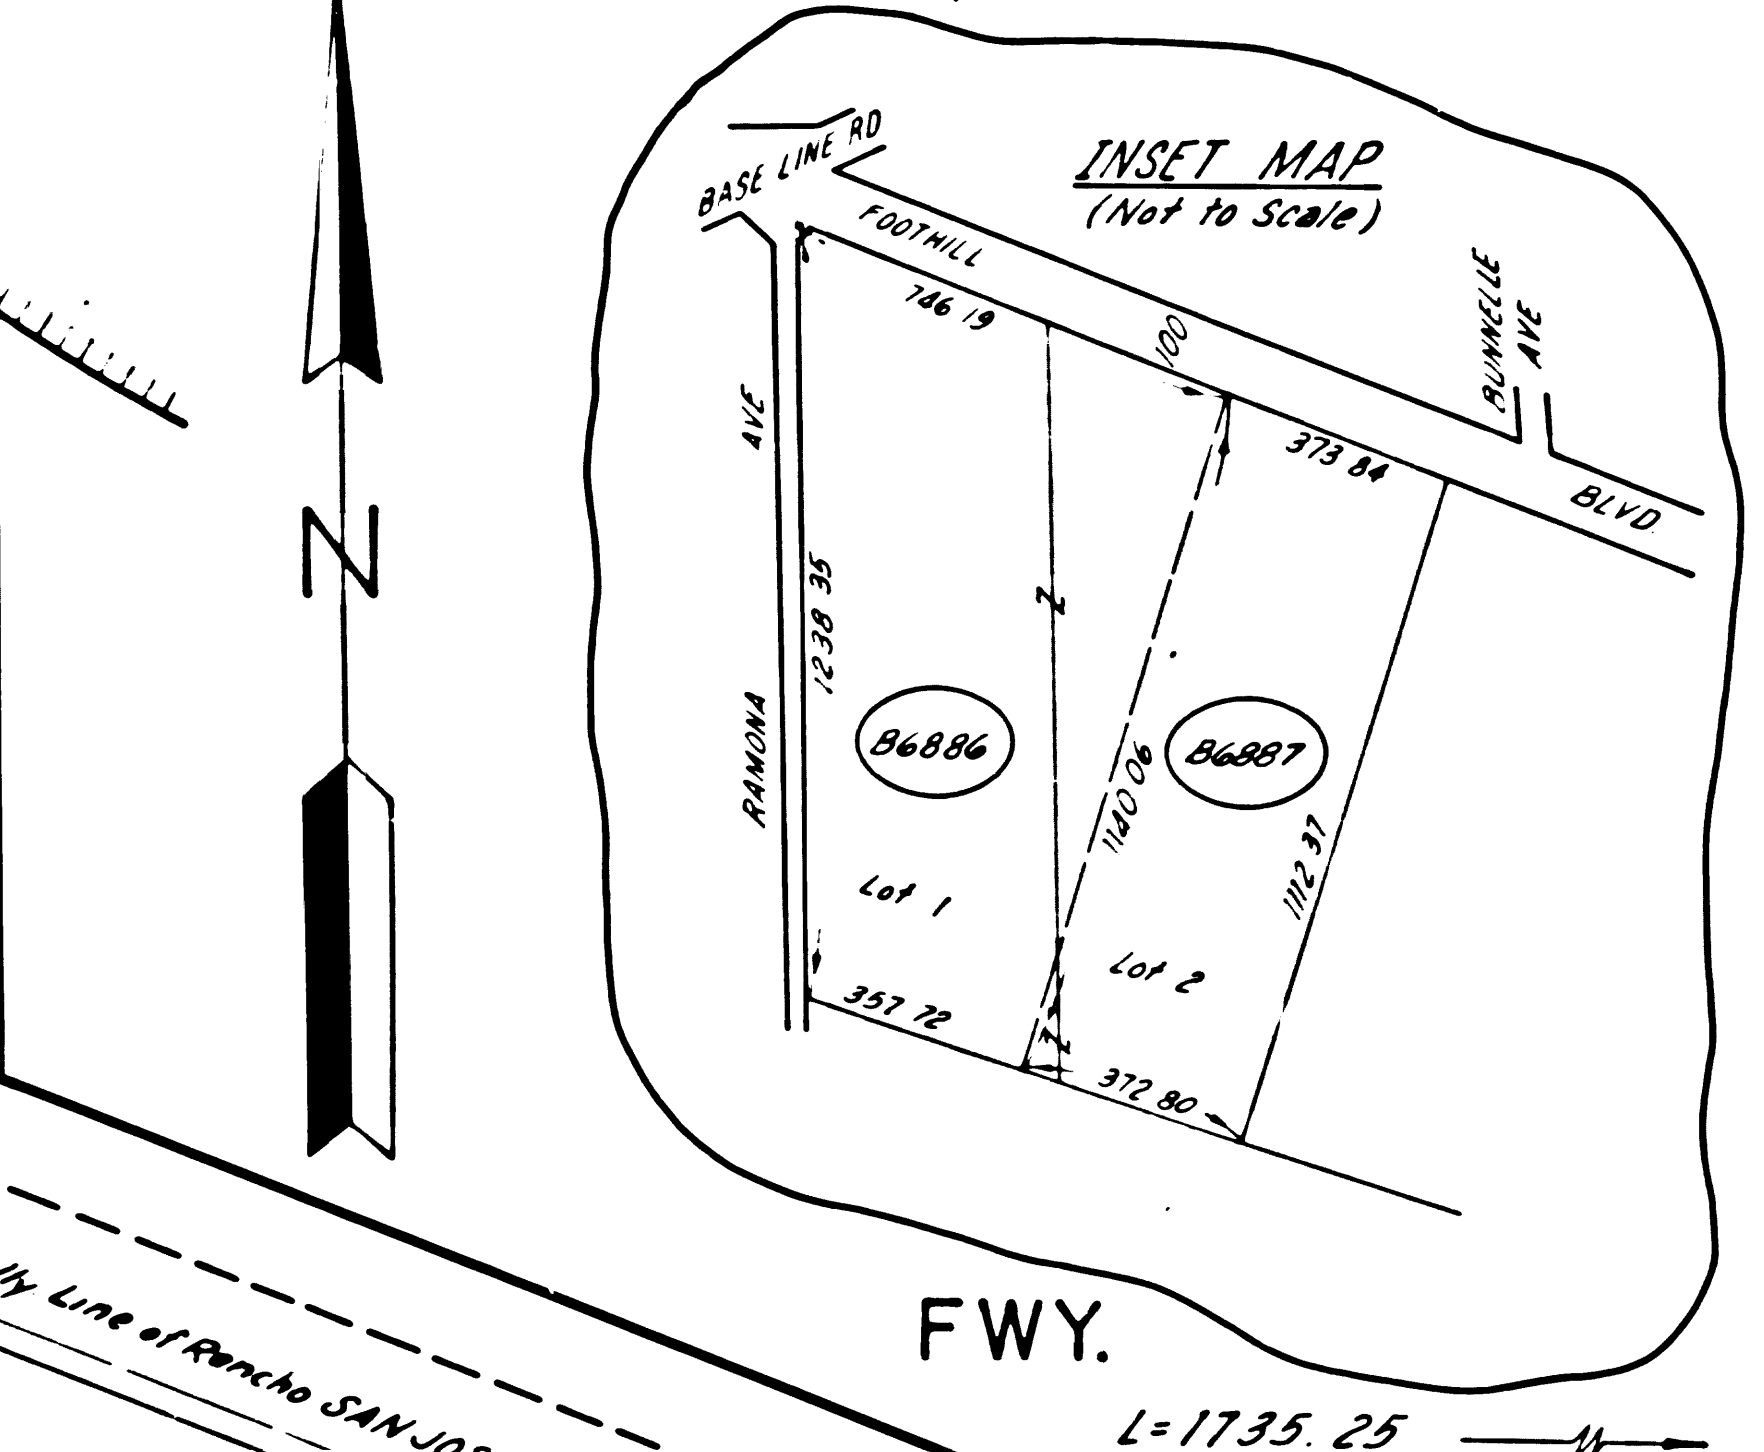 INSET MAP
(Not to Scale)
BASE LINE RD
FOOTHILL
BLVD.
BUNNELLE
AVE
746 19
100
373 84
RAMONA AVE
1238 35
B6886
B6887
1140 06
1112 37
Lot 1
Lot 2
357 72
372 80
N
FWY.
Line of Rancho SAN
L=1735.25